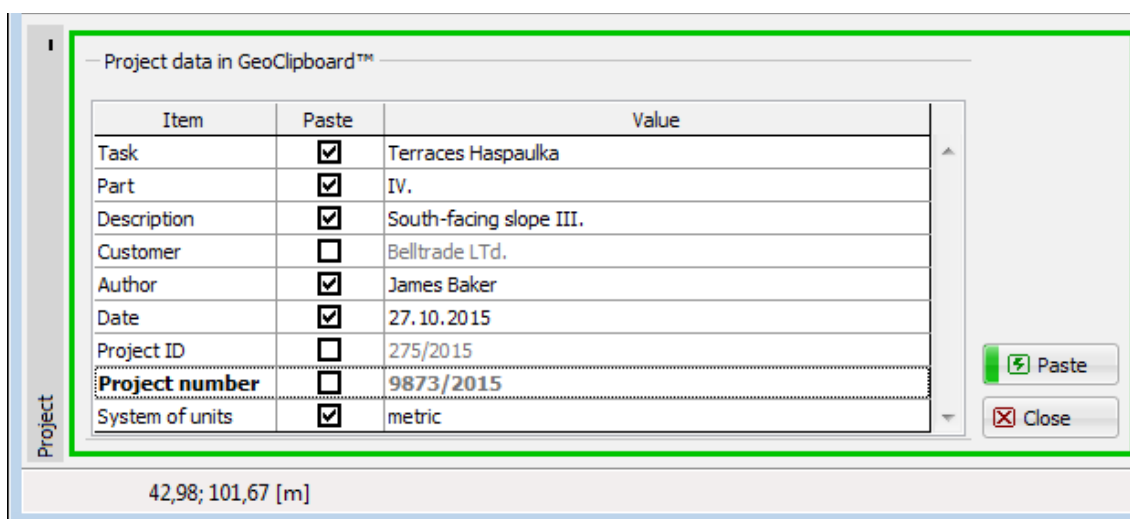 Project data in GeoClipboard™
Item Paste Value
Task Terraces Haspaulka
Part IV.
Description South-facing slope III.
Customer Belltrade LTd.
Author James Baker
Date 27.10.2015
Project ID 275/2015
Project number 9873/2015
System of units metric
Paste
Close
Project
42,98; 101,67 [m]